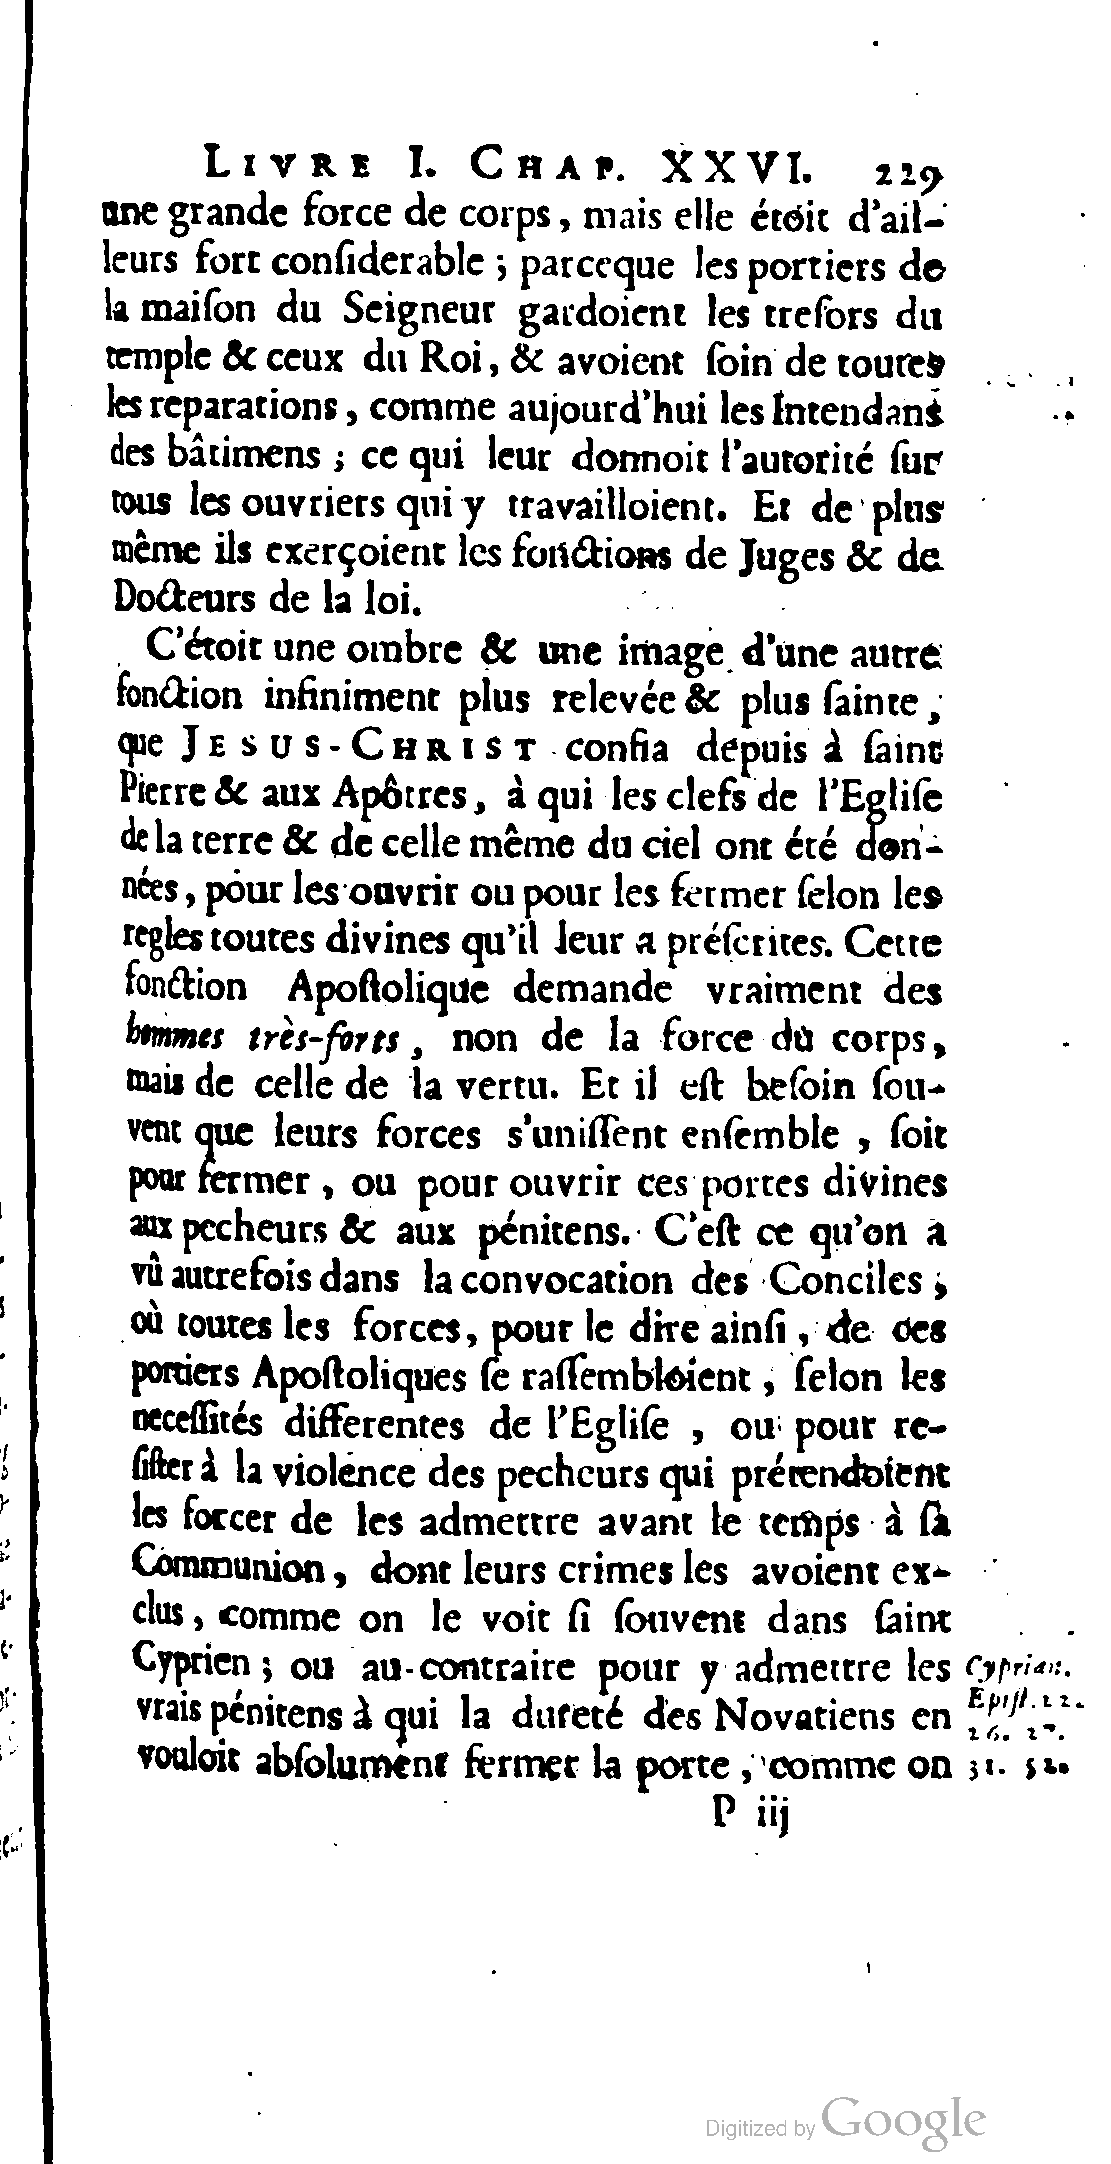 LIVRE I. CHAP. XXVI. 229
une grande force de corps, mais elle étoit d'ail-
leurs fort conſiderable ; parceque les portiers de
la maiſon du Seigneur gardoient les treſors du
temple & ceux du Roi, & avoient ſoin de toutes
les reparations, comme aujourd'hui les Intendans
des bâtimens ; ce qui leur donnoit l'autorité ſur
tous les ouvriers qui y travailloient. Et de plus
même ils exerçoient les fonctions de Juges & de
Docteurs de la loi.
C'étoit une ombre & une image d'une autre
fonction infiniment plus relevée & plus ſainte,
que JESUS-CHRIST confia depuis à ſaint
Pierre & aux Apôtres, à qui les clefs de l'Egliſe
de la terre & de celle même du ciel ont été don-
nées, pour les ouvrir ou pour les fermer ſelon les
regles toutes divines qu'il leur a préſcrites. Cette
fonction Apoſtolique demande vraiment des
hommes très-forts, non de la force du corps,
mais de celle de la vertu. Et il eſt beſoin ſou-
vent que leurs forces s'uniſſent enſemble, ſoit
pour fermer, ou pour ouvrir ces portes divines
aux pecheurs & aux pénitens. C'eſt ce qu'on a
vû autrefois dans la convocation des Conciles,
où toutes les forces, pour le dire ainſi, de ces
portiers Apoſtoliques ſe raſſembloient, ſelon les
neceſſités differentes de l'Egliſe, ou pour re-
ſiſter à la violence des pecheurs qui prétendoient
les forcer de les admettre avant le temps à ſa
Communion, dont leurs crimes les avoient ex-
clus, comme on le voit ſi ſouvent dans ſaint
Cyprien ; ou au-contraire pour y admettre les
vrais pénitens à qui la dureté des Novatiens en
vouloit abſolument fermer la porte, comme on
Cyprian.
Epiſt. 22.
26. 27.
31. 52.
P iij
Digitized by Google